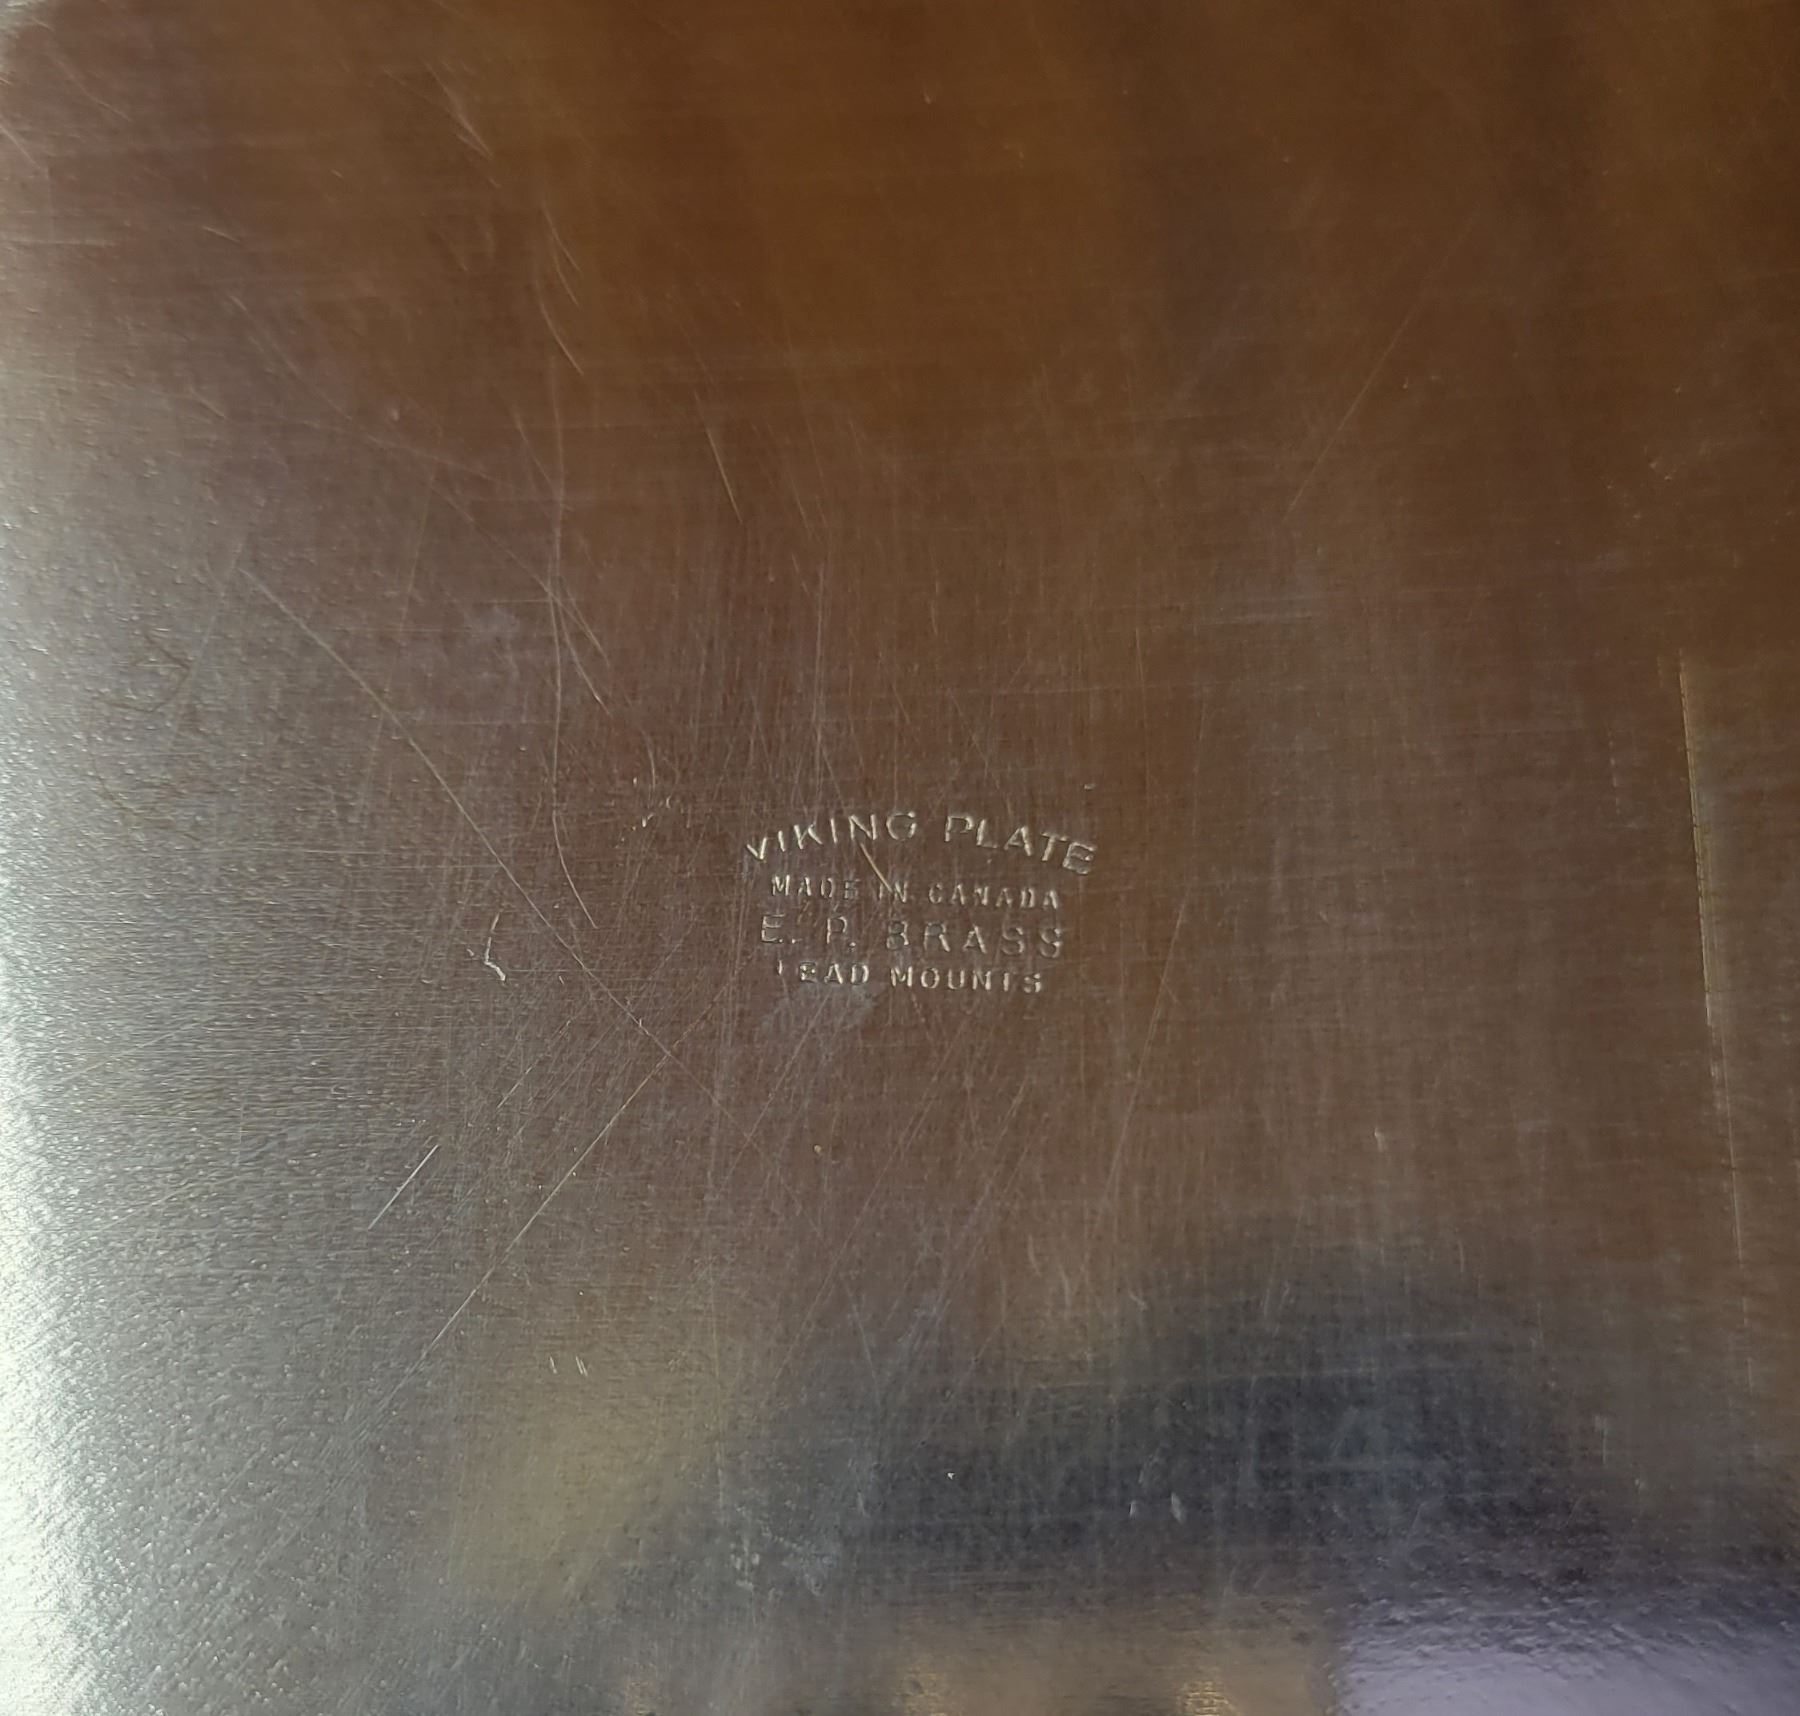 VIKING PLATE
MADE IN CANADA
E. P. BRASS
LEAD MOUNTS